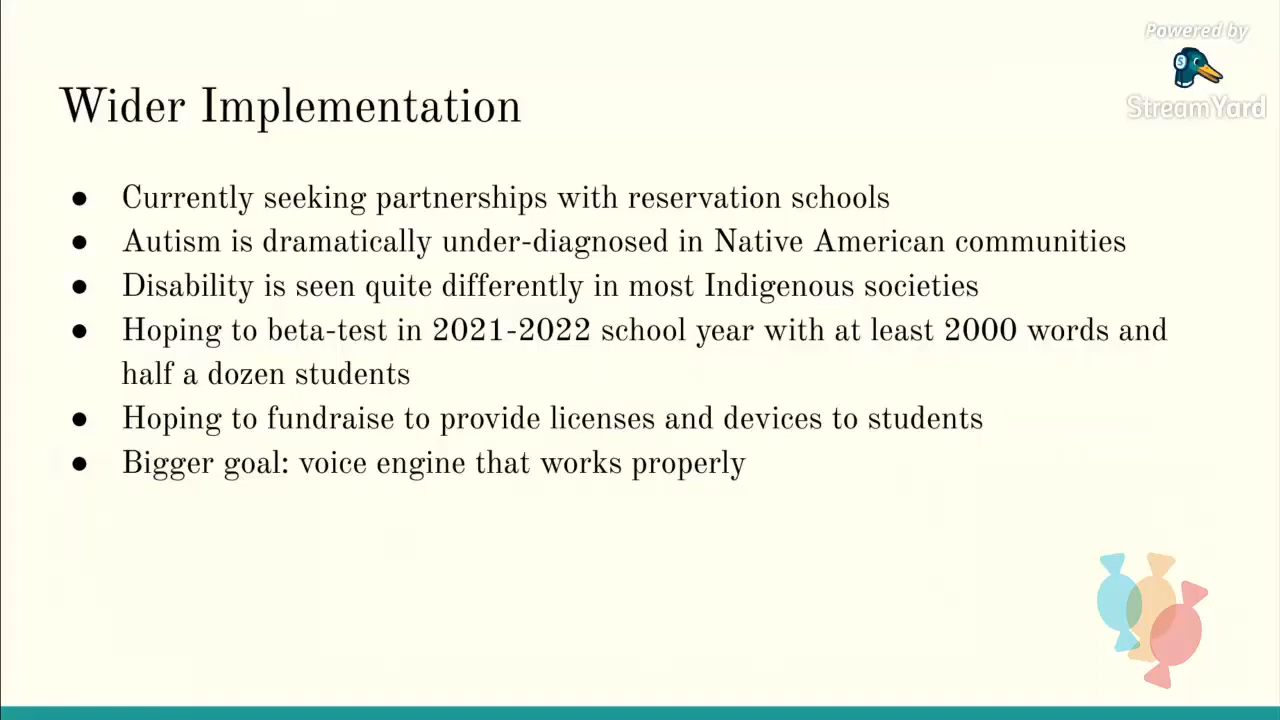 Powered by
StreamYard
Wider Implementation
● Currently seeking partnerships with reservation schools
● Autism is dramatically under-diagnosed in Native American communities
● Disability is seen quite differently in most Indigenous societies
● Hoping to beta-test in 2021-2022 school year with at least 2000 words and
half a dozen students
● Hoping to fundraise to provide licenses and devices to students
● Bigger goal: voice engine that works properly